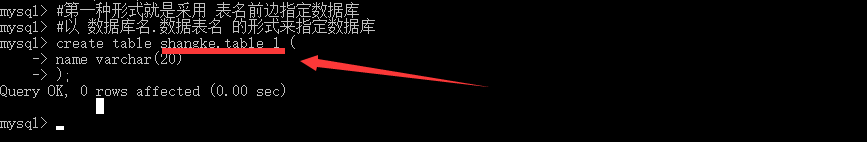 mysql> #第一种形式就是采用 表名前边指定数据库
mysql> #以 数据库名.数据表名 的形式来指定数据库
mysql> create table shangke.table_1 (
    -> name varchar(20)
    -> );
Query OK, 0 rows affected (0.00 sec)
mysql>